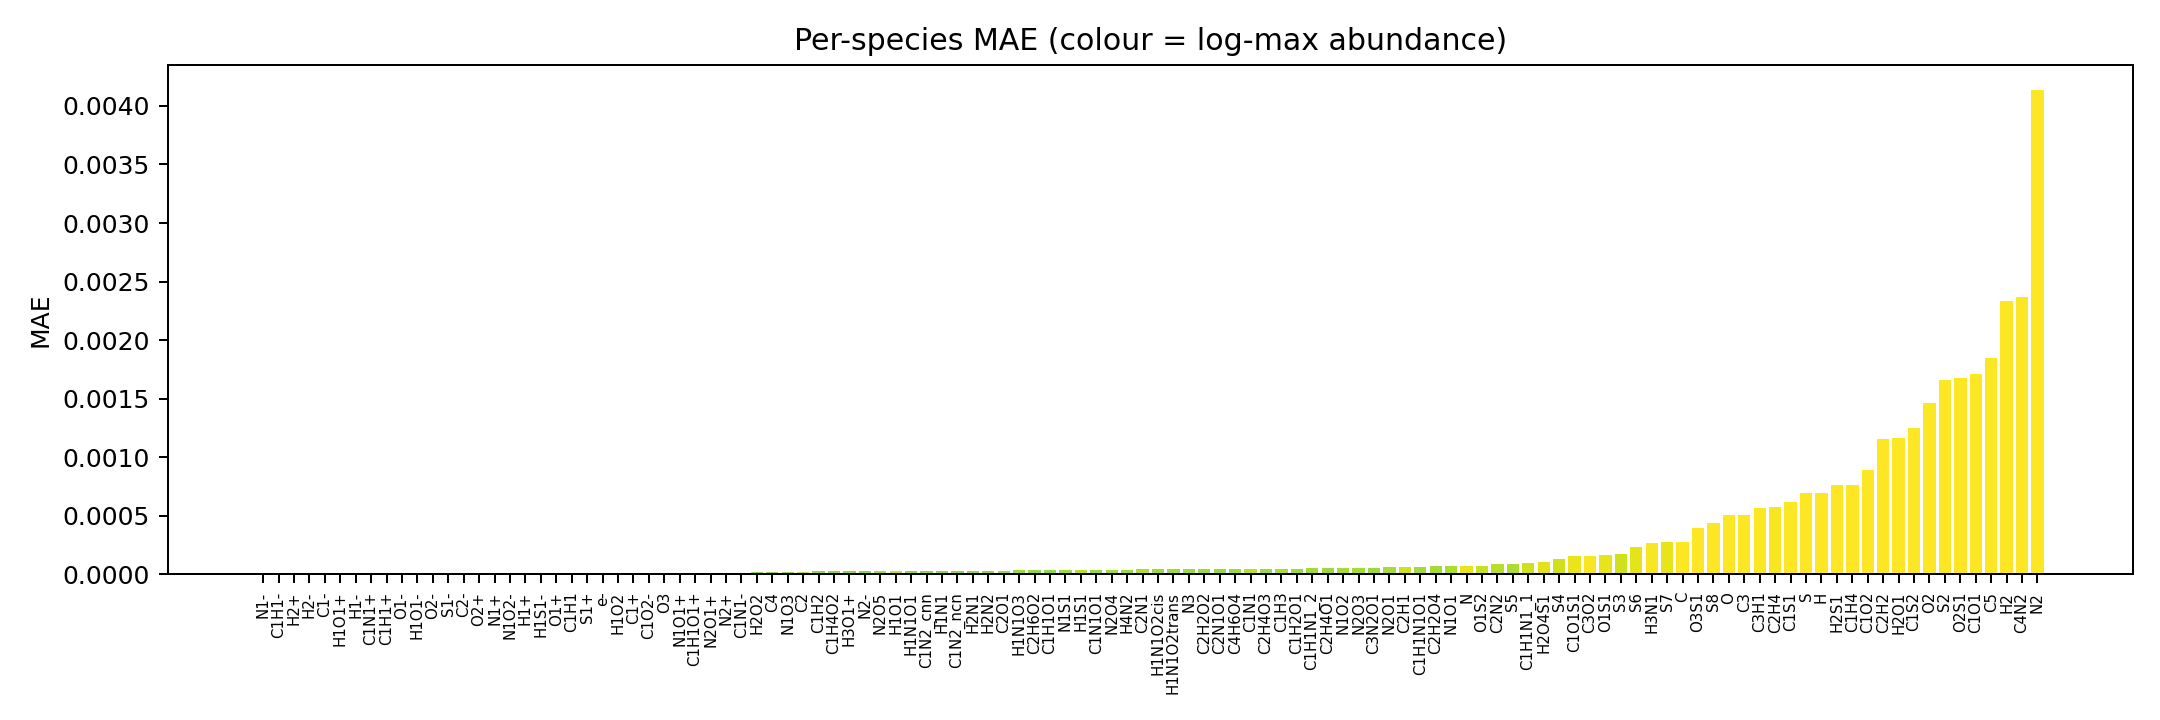 Per-species MAE (colour = log-max abundance)
MAE
0.0040
0.0035
0.0030
0.0025
0.0020
0.0015
0.0010
0.0005
0.0000
N1-
C1H1-
H2+
H2-
C1-
H1O1+
H1-
C1N1+
C1H1+
O1-
H1O1-
O2-
S1-
C2-
O2+
N1+
N1O2-
H1+
H1S1-
O1+
C1H1
S1+
e-
H1O2
C1+
C1O2-
O3
N1O1+
C1H1O1+
N2O1+
N2+
C1N1-
H2O2
C4
N1O3
C2
C1H2
C1H4O2
H3O1+
N2-
N2O5
H1O1
H1N1O1
C1N2_cnn
H1N1
C1N2_ncn
H2N1
H2N2
C2O1
H1N1O3
C2H6O2
C1H1O1
N1S1
H1S1
C1N1O1
N2O4
H4N2
C2N1
H1N1O2cis
H1N1O2trans
N3
C2H2O2
C2N1O1
C4H6O4
C1N1
C2H4O3
C1H3
C1H2O1
C1H1N1_2
C2H4O1
N1O2
N2O3
C3N2O1
N2O1
C2H1
C1H1N1O1
C2H2O4
N1O1
N
O1S2
C2N2
S5
C1H1N1_1
H2O4S1
S4
C1O1S1
C3O2
O1S1
S3
S6
H3N1
S7
C
O3S1
S8
O
C3
C3H1
C2H4
C1S1
S
H
H2S1
C1H4
C1O2
C2H2
H2O1
C1S2
O2
S2
O2S1
C1O1
C5
H2
C4N2
N2